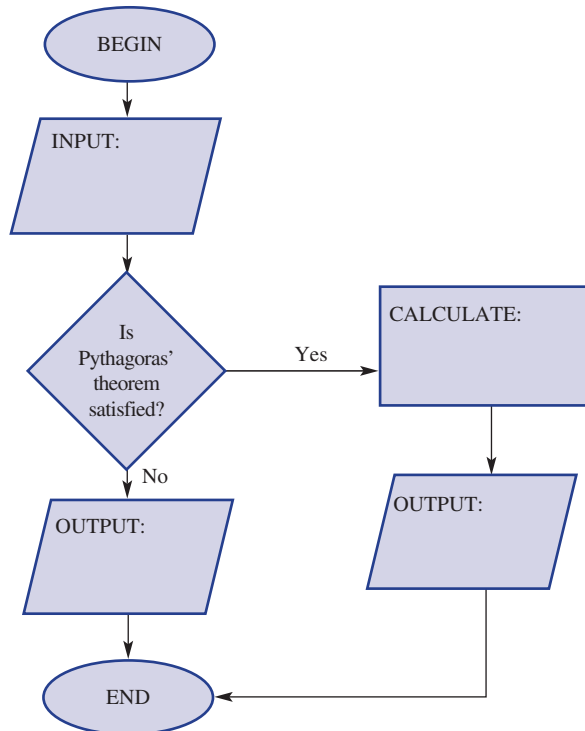 BEGIN
INPUT:
Is
Pythagoras'
theorem
satisfied?
Yes
CALCULATE:
No
OUTPUT:
OUTPUT:
END